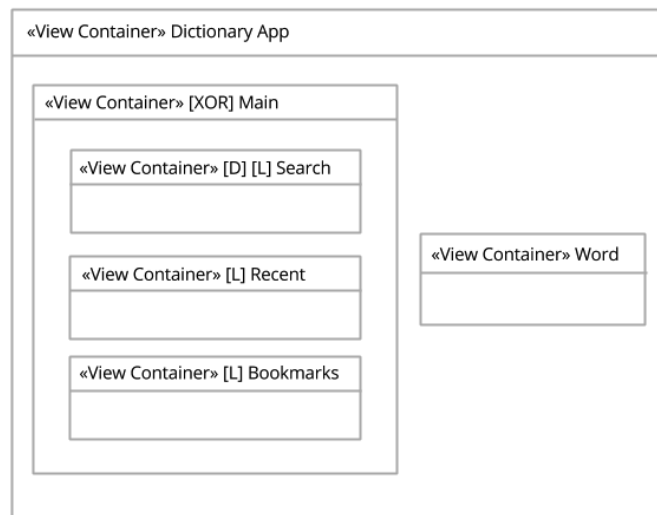 «View Container» Dictionary App
«View Container» [XOR] Main
«View Container» [D] [L] Search
«View Container» [L] Recent
«View Container» [L] Bookmarks
«View Container» Word